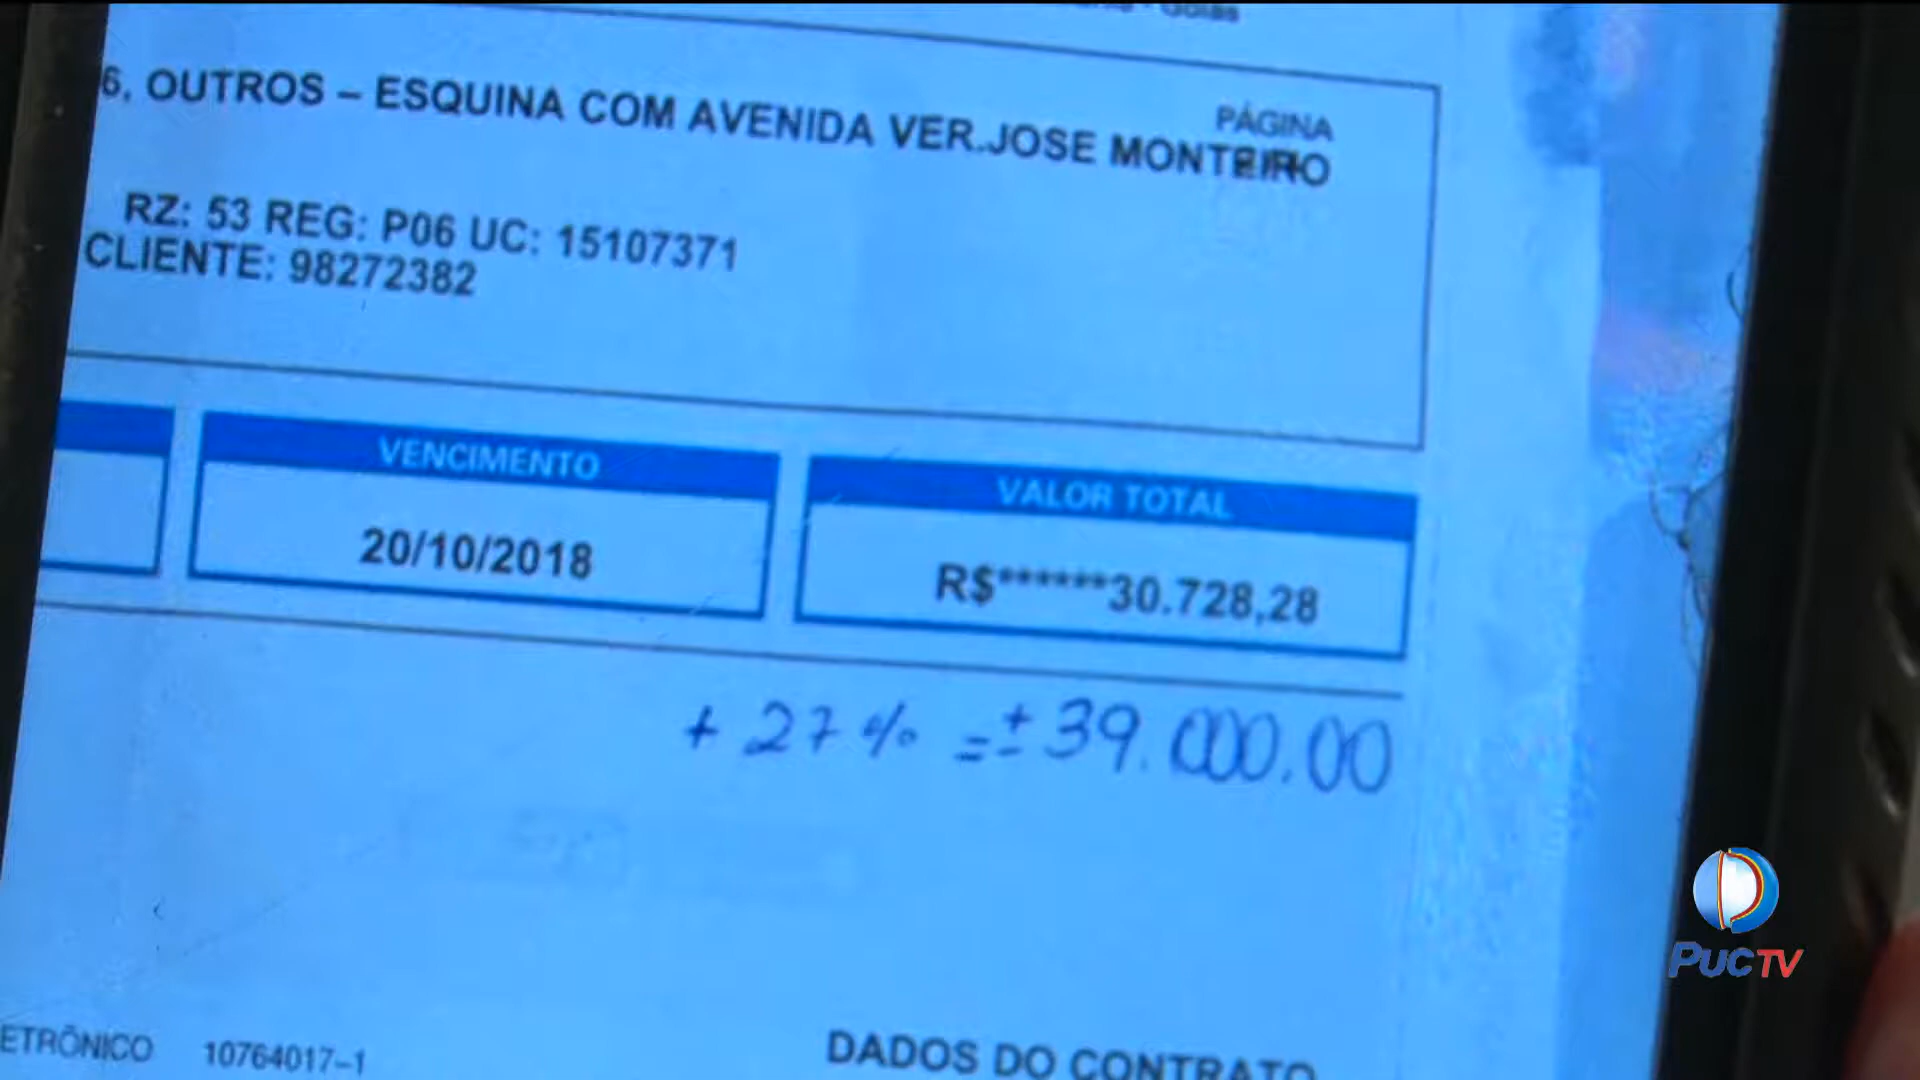 Goiás
6, OUTROS – ESQUINA COM AVENIDA VER.JOSE MONTEIRO
PÁGINA
RZ: 53 REG: P06 UC: 15107371
CLIENTE: 98272382
VENCIMENTO
VALOR TOTAL
20/10/2018
R$******30.728,28
+ 27% =± 39.000.00
PUCTV
ETRÔNICO 10764017-1
DADOS DO CONTRATO